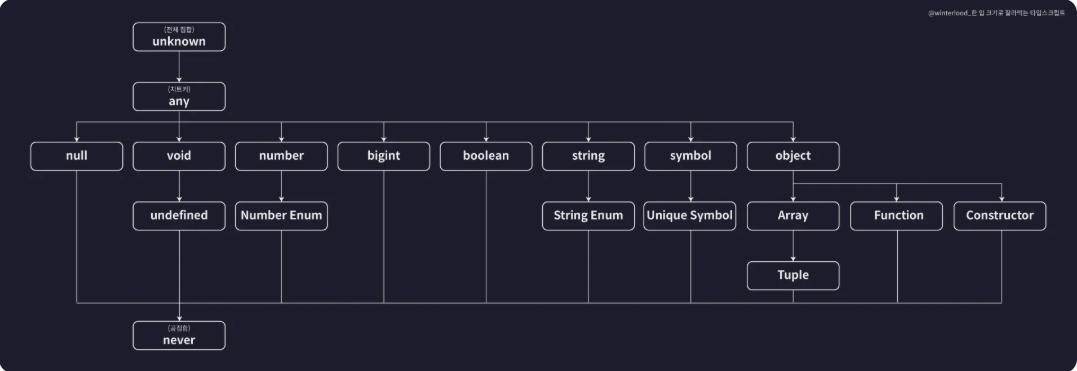 @winterlood_한 입 크기로 잘라먹는 타입스크립트
(전체 집합)
unknown
(치트키)
any
null
void
number
bigint
boolean
string
symbol
object
undefined
Number Enum
String Enum
Unique Symbol
Array
Function
Constructor
Tuple
(공집합)
never